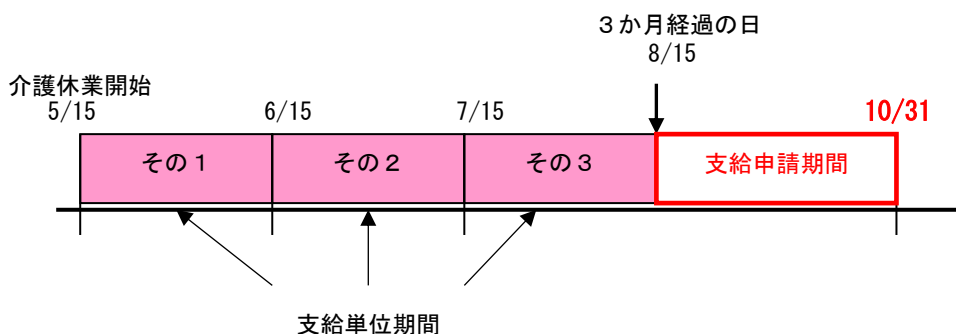 ３か月経過の日
8/15
介護休業開始
5/15
6/15
7/15
10/31
その１
その２
その３
支給申請期間
支給単位期間